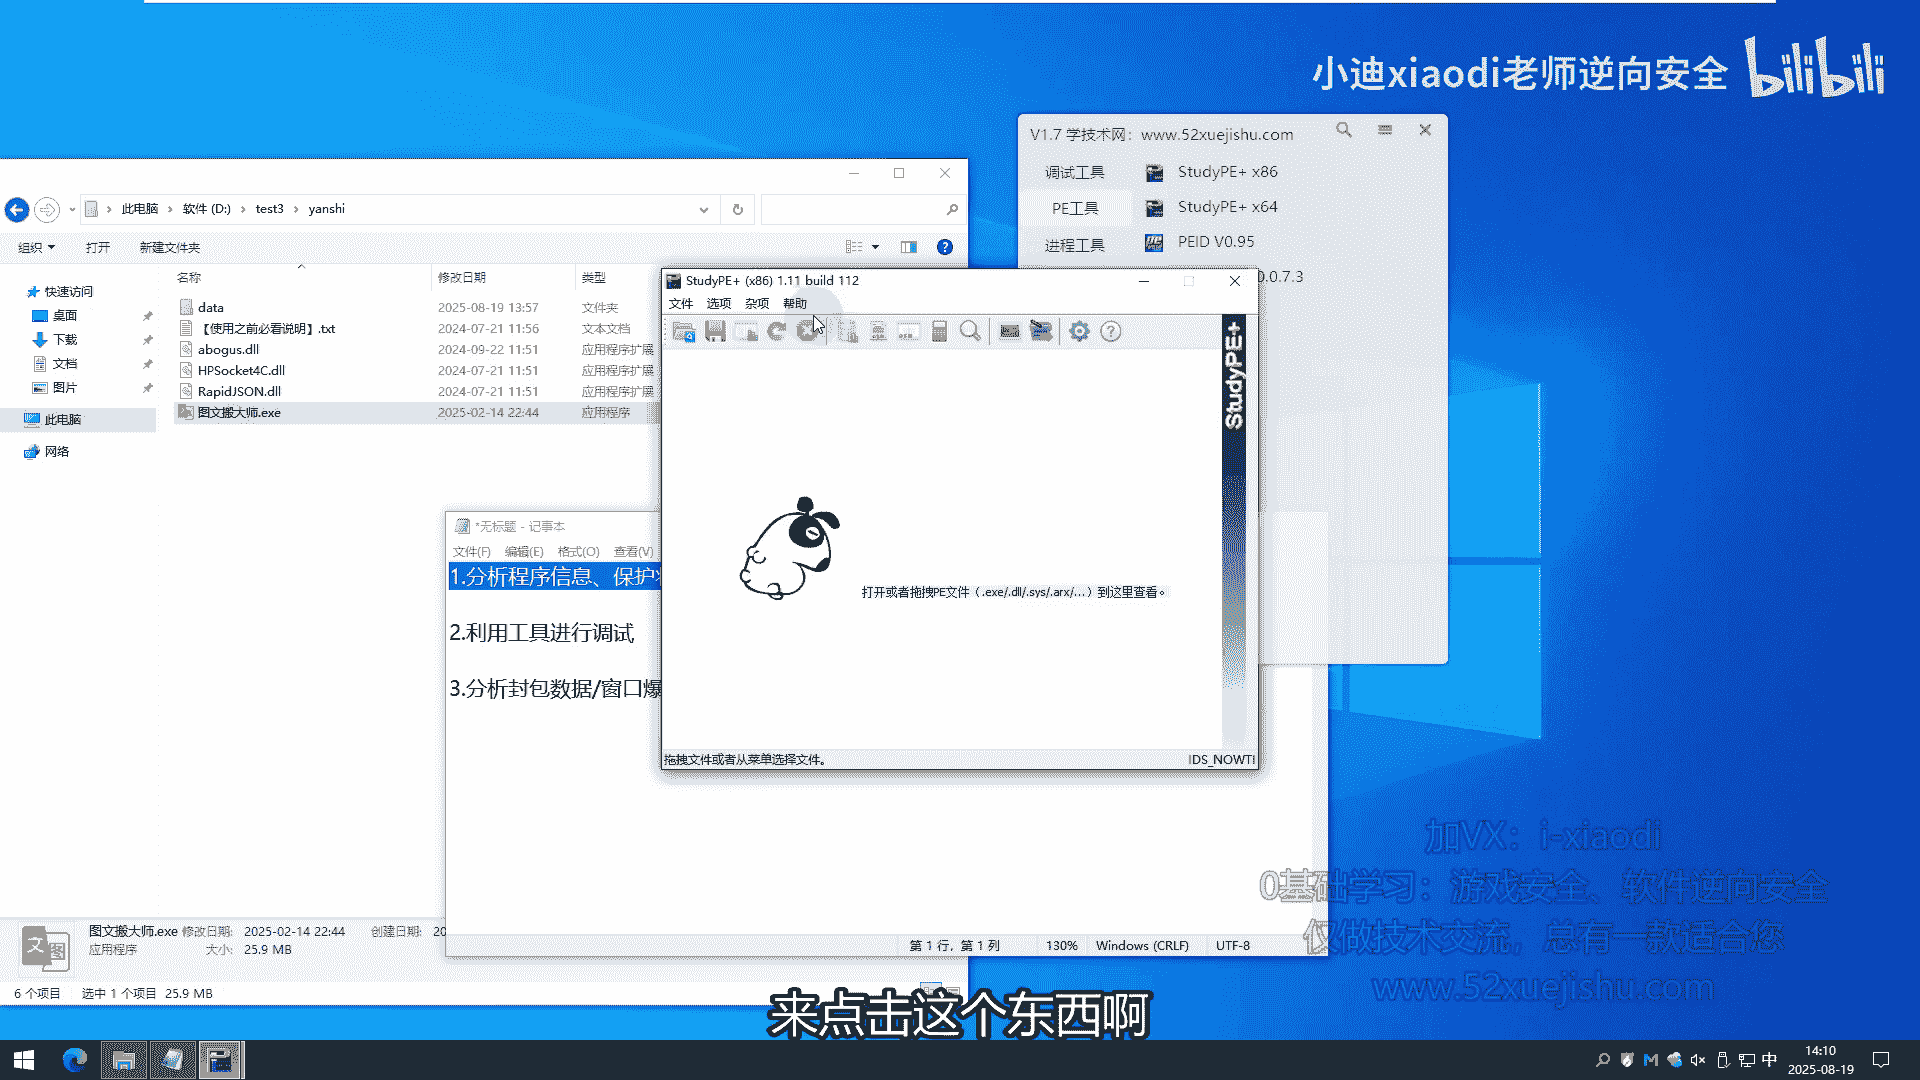 小迪xiaodi老师逆向安全 bilibili
V1.7 学技术网：www.52xuejishu.com
调试工具 StudyPE+ x86
PE工具 StudyPE+ x64
进程工具 PEID V0.95
0.0.7.3
此电脑 软件 (D:) test3 yanshi
组织 打开 新建文件夹
名称 修改日期 类型
快速访问
桌面
下载
文档
图片
此电脑
网络
data 2025-08-19 13:57 文件夹
【使用之前必看说明】.txt 2024-07-21 11:56 文本文档
abogus.dll 2024-09-22 11:51 应用程序扩展
HPSocket4C.dll 2024-07-21 11:51 应用程序扩展
RapidJSON.dll 2024-07-21 11:51 应用程序扩展
图文搬大师.exe 2025-02-14 22:44 应用程序
StudyPE+ (x86) 1.11 build 112
文件 选项 杂项 帮助
StudyPE+
打开或者拖拽PE文件（.exe/.dll/.sys/.arx/...）到这里查看。
拖拽文件或者从菜单选择文件。 IDS_NOWTI
*无标题 - 记事本
文件(F) 编辑(E) 格式(O) 查看(V)
1.分析程序信息、保护
2.利用工具进行调试
3.分析封包数据/窗口爆
第 1 行，第 1 列 130% Windows (CRLF) UTF-8
图文搬大师.exe 修改日期: 2025-02-14 22:44 创建日期: 20
应用程序 大小: 25.9 MB
6 个项目 选中 1 个项目 25.9 MB
加VX：i-xiaodi
0基础学习：游戏安全、软件逆向安全
仅做技术交流，总有一款适合您
www.52xuejishu.com
来点击这个东西啊
中 14:10
2025-08-19